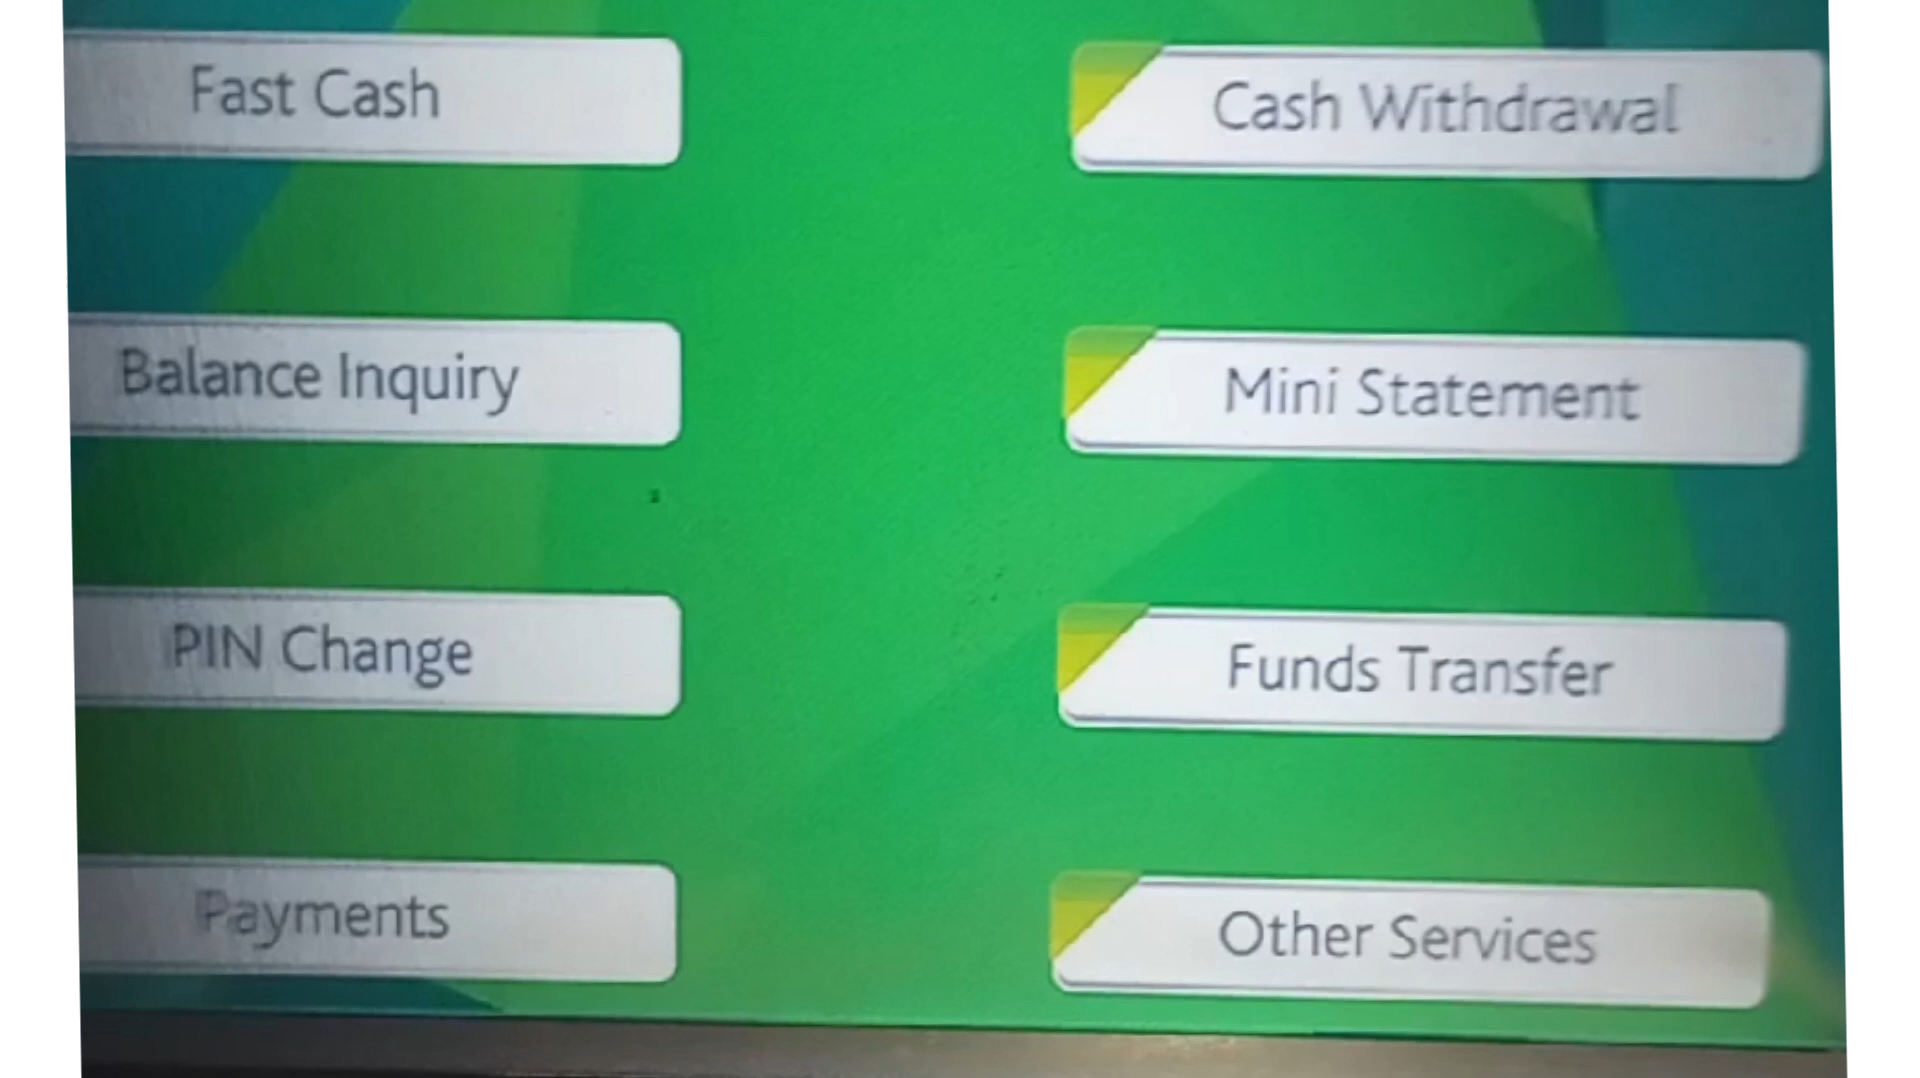 Fast Cash
Cash Withdrawal
Balance Inquiry
Mini Statement
PIN Change
Funds Transfer
Payments
Other Services